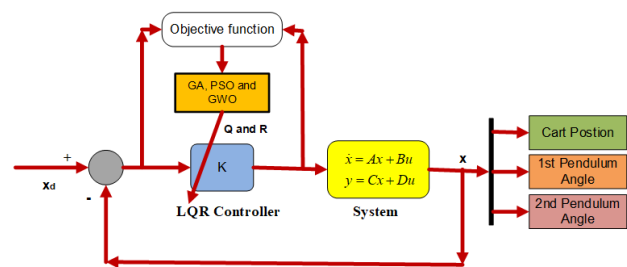 Objective function
GA, PSO and
GWO
Q and R
+
x_d
-
K
LQR Controller
ẋ = Ax + Bu
y = Cx + Du
System
x
Cart Postion
1st Pendulum
Angle
2nd Pendulum
Angle